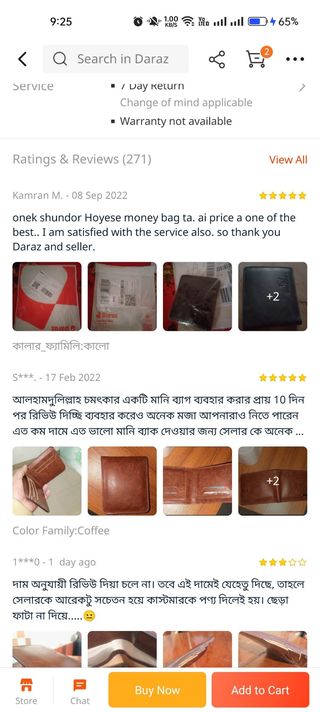 9:25
1.00
KB/S
65%
Search in Daraz
2
Service
7 Day Return
Change of mind applicable
Warranty not available
Ratings & Reviews (271)
View All
Kamran M. - 08 Sep 2022
onek shundor Hoyese money bag ta. ai price a one of the
best.. I am satisfied with the service also. so thank you
Daraz and seller.
+2
কালার_ফ্যামিলি:কালো
S***. - 17 Feb 2022
আলহামদুলিল্লাহ চমৎকার একটি মানি ব্যাগ ব্যবহার করার প্রায় 10 দিন
পর রিভিউ দিচ্ছি ব্যবহার করেও অনেক মজা আপনারাও নিতে পারেন
এত কম দামে এত ভালো মানি ব্যাক দেওয়ার জন্য সেলার কে অনেক ...
+2
Color Family:Coffee
1***0 - 1 day ago
দাম অনুযায়ী রিভিউ দিয়া চলে না। তবে এই দামেই যেহেতু দিছে, তাহলে
সেলারকে আরেকটু সচেতন হয়ে কাস্টমারকে পণ্য দিলেই হয়। ছেড়া
ফাটা না দিয়ে.....😐
Store
Chat
Buy Now
Add to Cart